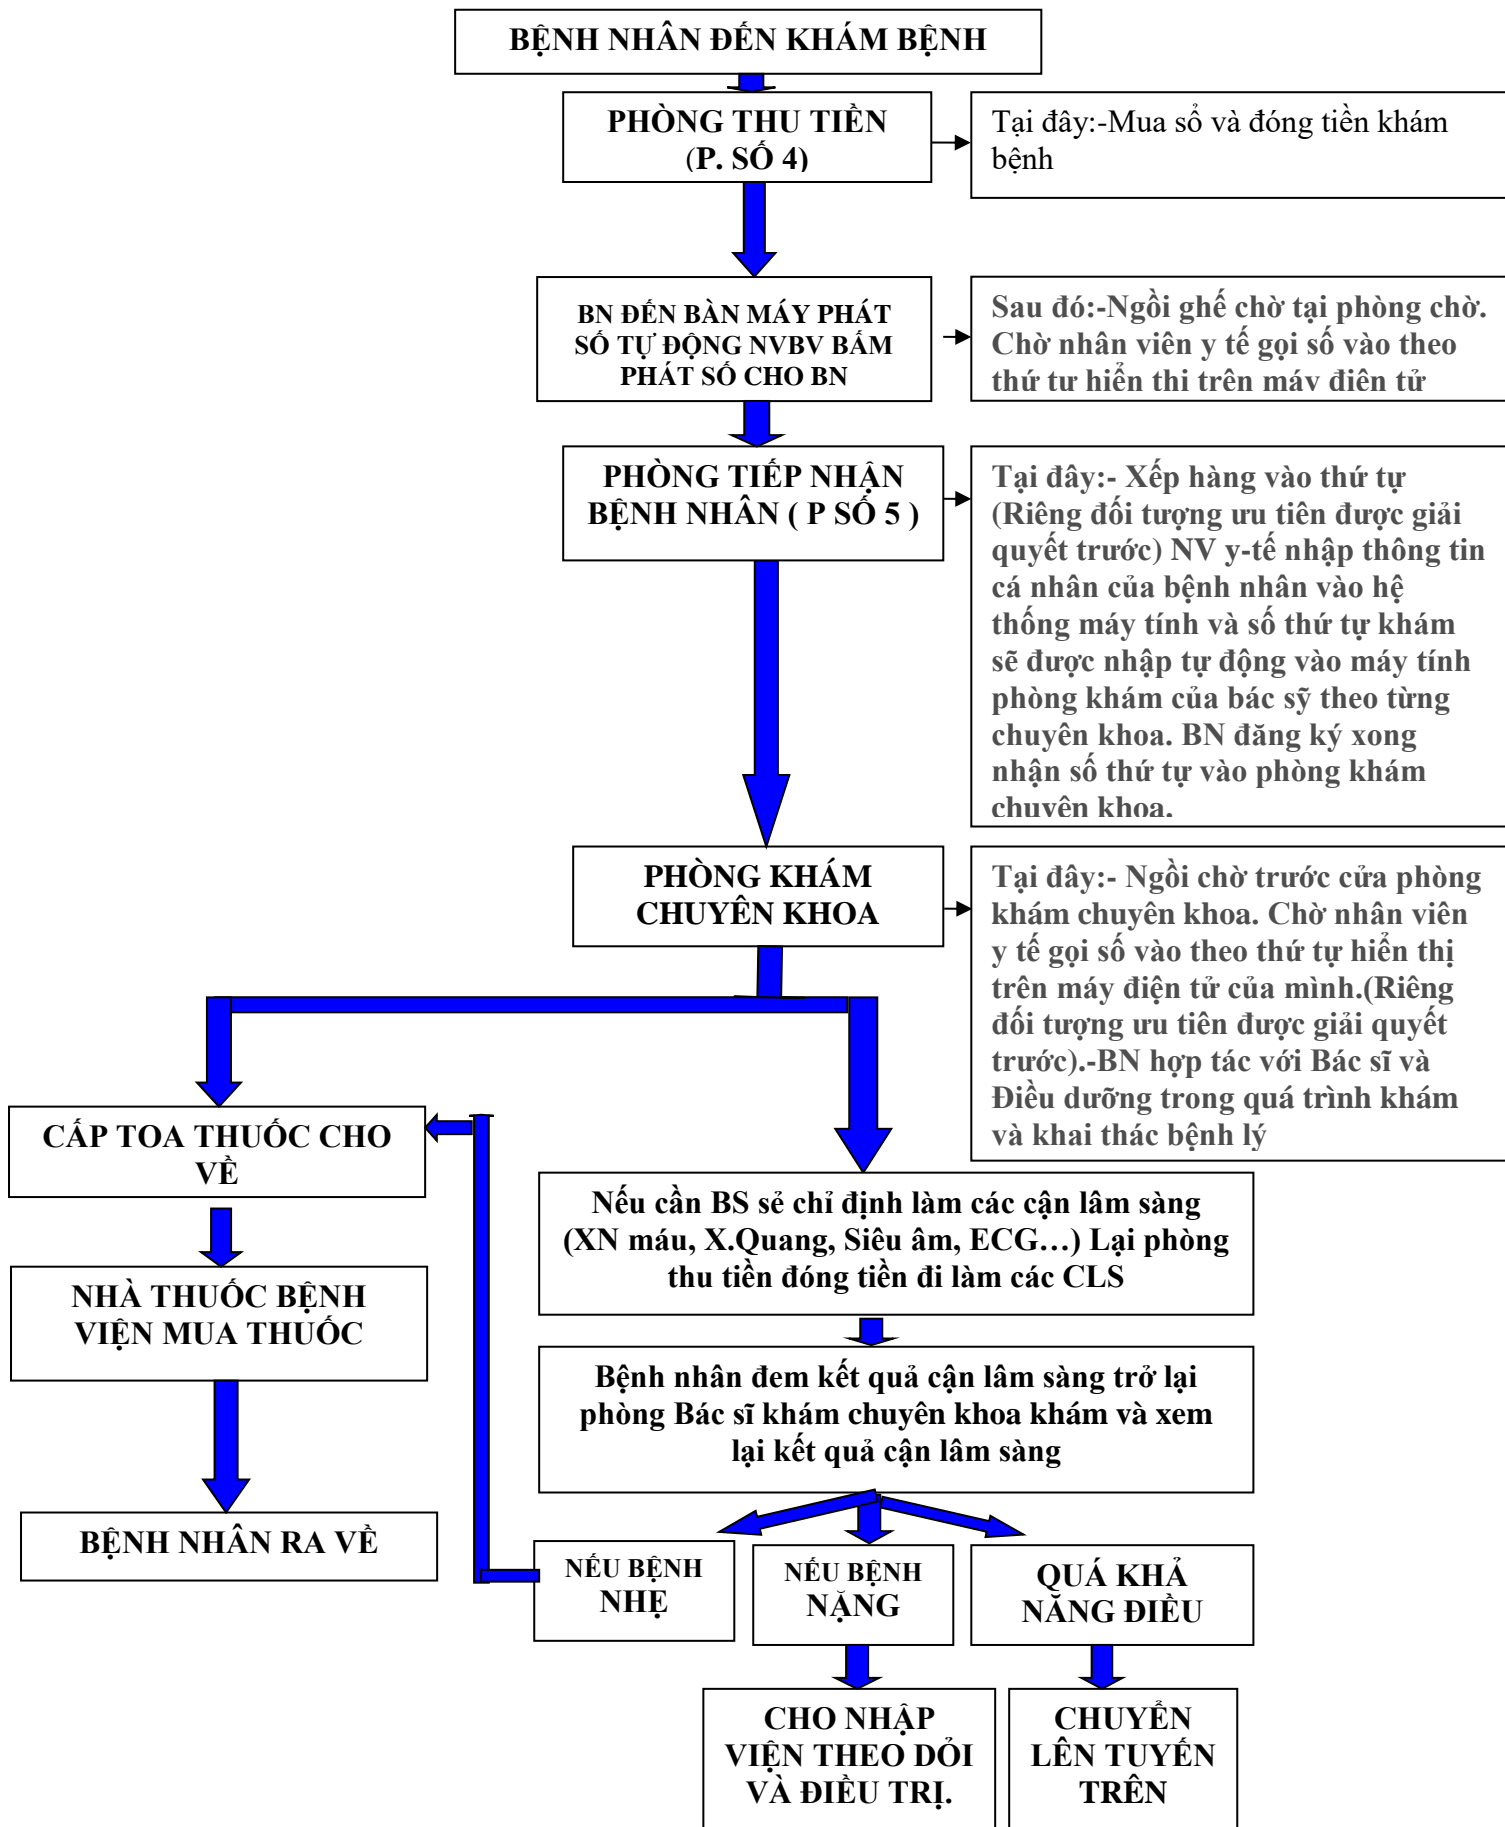 BỆNH NHÂN ĐẾN KHÁM BỆNH
PHÒNG THU TIỀN
(P. SỐ 4)
Tại đây:-Mua sổ và đóng tiền khám
bệnh
BN ĐẾN BÀN MÁY PHÁT
SỐ TỰ ĐỘNG NVBV BẤM
PHÁT SỐ CHO BN
Sau đó:-Ngồi ghế chờ tại phòng chờ.
Chờ nhân viên y tế gọi số vào theo
thứ tự hiển thị trên máy điện tử
PHÒNG TIẾP NHẬN
BỆNH NHÂN ( P SỐ 5 )
Tại đây:- Xếp hàng vào thứ tự
(Riêng đối tượng ưu tiên được giải
quyết trước) NV y-tế nhập thông tin
cá nhân của bệnh nhân vào hệ
thống máy tính và số thứ tự khám
sẽ được nhập tự động vào máy tính
phòng khám của bác sỹ theo từng
chuyên khoa. BN đăng ký xong
nhận số thứ tự vào phòng khám
chuyên khoa.
PHÒNG KHÁM
CHUYÊN KHOA
Tại đây:- Ngồi chờ trước cửa phòng
khám chuyên khoa. Chờ nhân viên
y tế gọi số vào theo thứ tự hiển thị
trên máy điện tử của mình.(Riêng
đối tượng ưu tiên được giải quyết
trước).-BN hợp tác với Bác sĩ và
Điều dưỡng trong quá trình khám
và khai thác bệnh lý
CẤP TOA THUỐC CHO
VỀ
NHÀ THUỐC BỆNH
VIỆN MUA THUỐC
BỆNH NHÂN RA VỀ
Nếu cần BS sẻ chỉ định làm các cận lâm sàng
(XN máu, X.Quang, Siêu âm, ECG…) Lại phòng
thu tiền đóng tiền đi làm các CLS
Bệnh nhân đem kết quả cận lâm sàng trở lại
phòng Bác sĩ khám chuyên khoa khám và xem
lại kết quả cận lâm sàng
NẾU BỆNH
NHẸ
NẾU BỆNH
NẶNG
QUÁ KHẢ
NĂNG ĐIỀU
CHO NHẬP
VIỆN THEO DỎI
VÀ ĐIỀU TRỊ.
CHUYỂN
LÊN TUYẾN
TRÊN